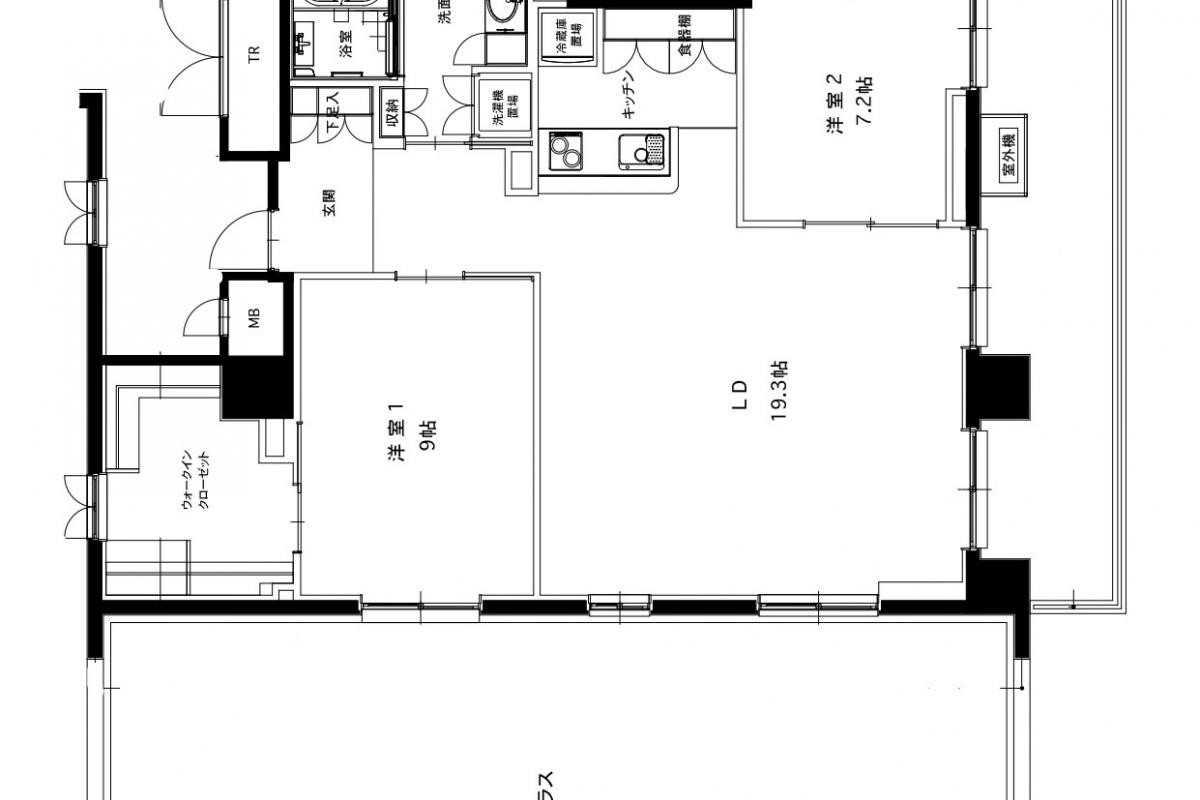 TR
浴室
洗面
冷蔵庫
置場
食器棚
キッチン
下足入
収納
洗濯機
置場
洋室2
7.2帖
室外機
玄関
MB
LD
19.3帖
洋室1
9帖
ウォークイン
クローゼット
ラス